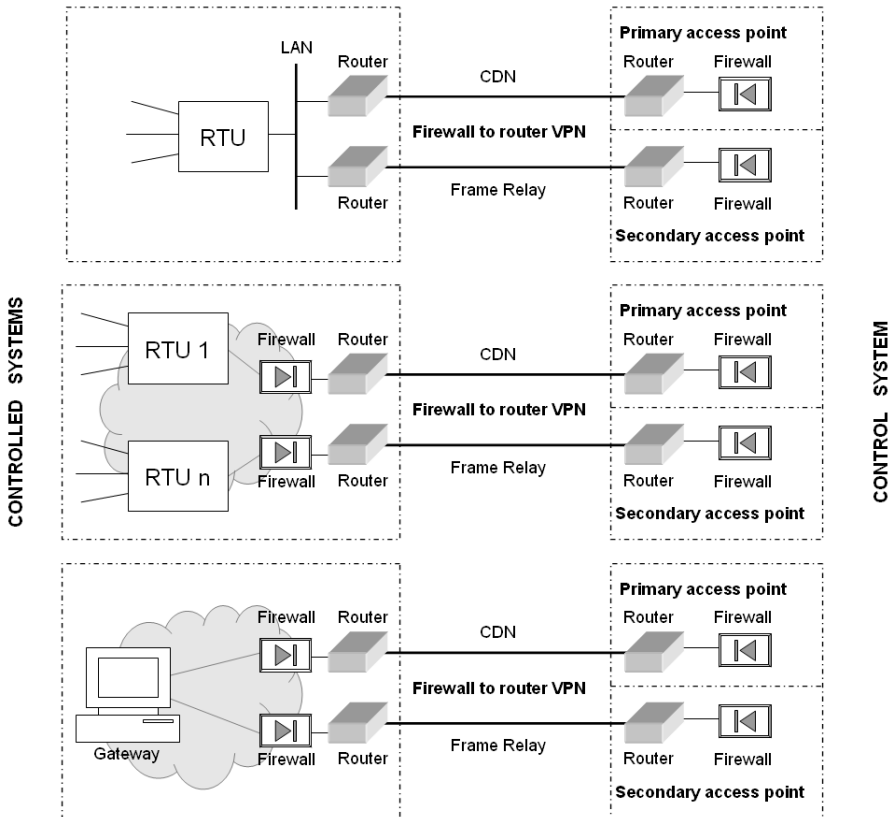 CONTROLLED SYSTEMS
CONTROL SYSTEM
LAN
Router
RTU
Router
CDN
Firewall to router VPN
Frame Relay
Primary access point
Router Firewall
Router Firewall
Secondary access point
RTU 1
Firewall Router
RTU n
Firewall Router
CDN
Firewall to router VPN
Frame Relay
Primary access point
Router Firewall
Router Firewall
Secondary access point
Firewall Router
Gateway
Firewall Router
CDN
Firewall to router VPN
Frame Relay
Primary access point
Router Firewall
Router Firewall
Secondary access point